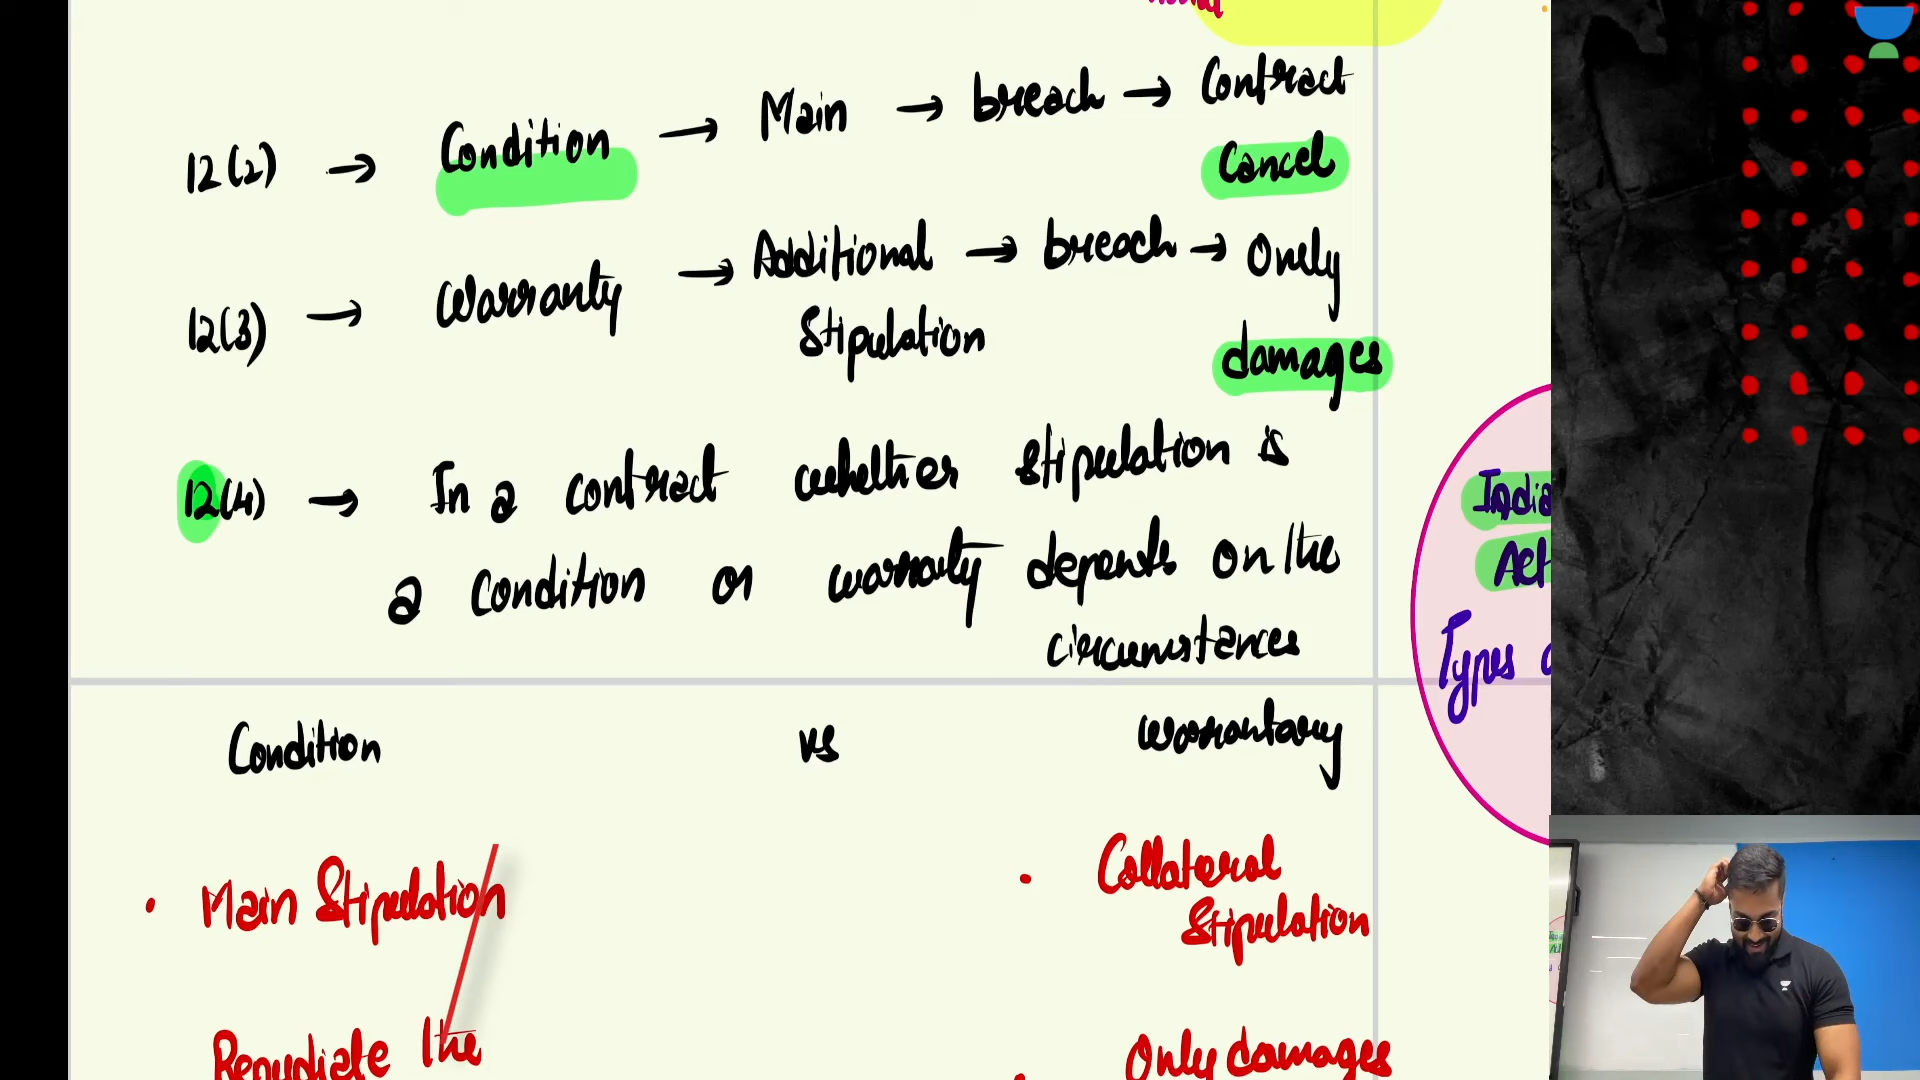 12(2) → Condition → Main → breach → Contract
Cancel
12(3) → Warranty → Additional → breach → Only
Stipulation
damages
12(4) → In a contract whether stipulation is
a condition or warranty depends on the
circumstances
Condition vs warrantary
• Main Stipulation
• Collateral
Stipulation
Repudiate the
• Only damages
Act
Types